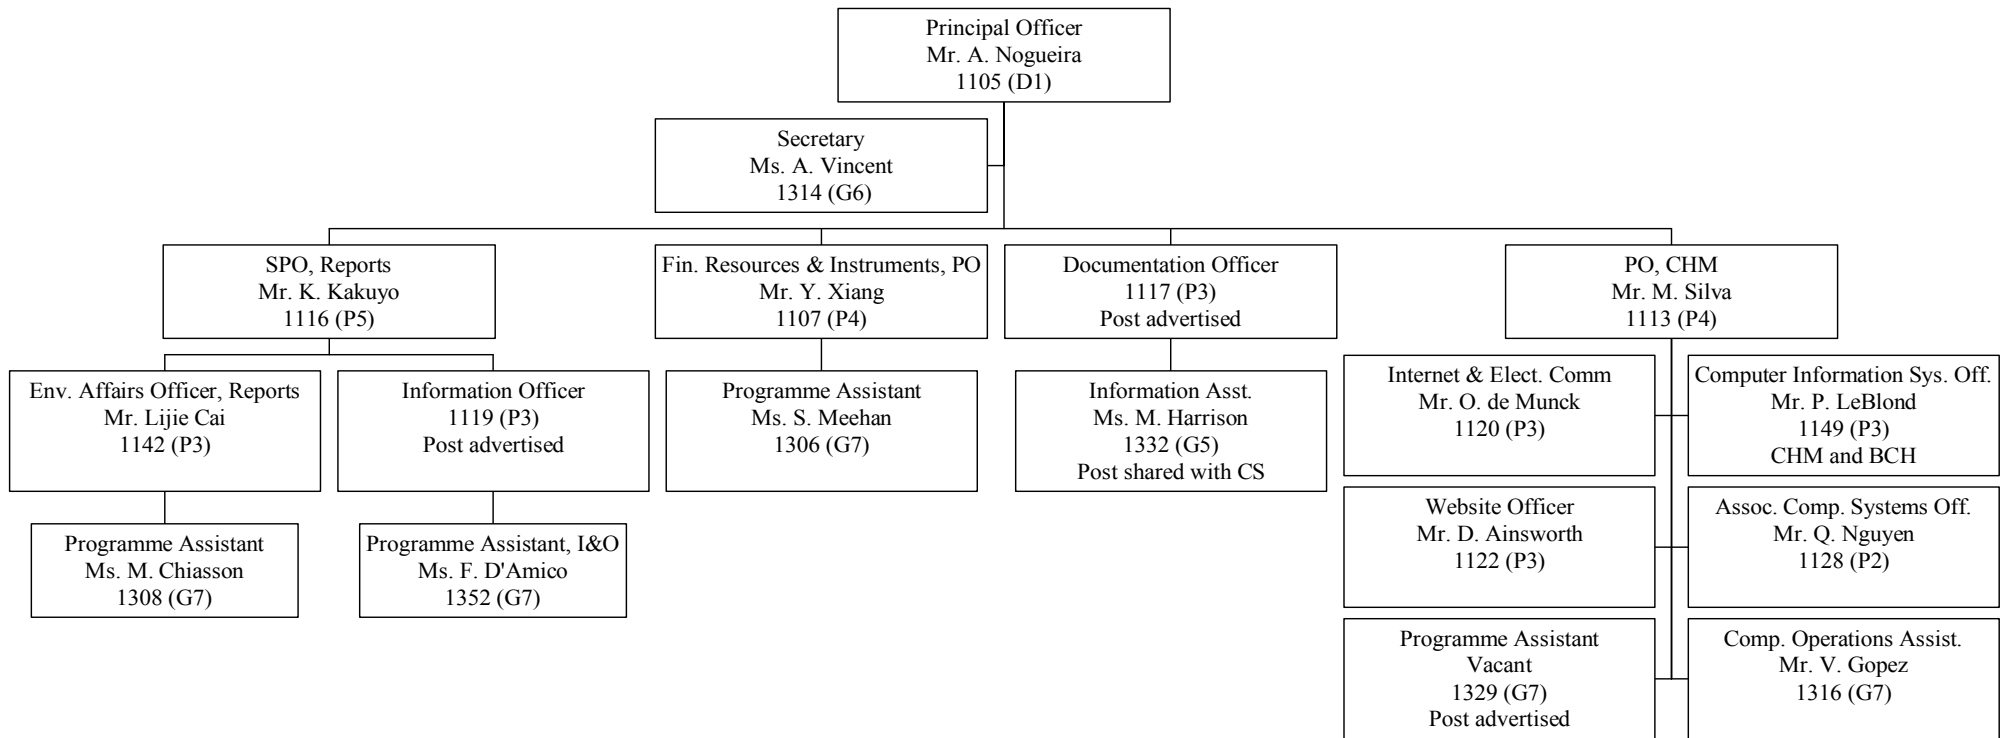 Principal Officer
Mr. A. Nogueira
1105 (D1)
Secretary
Ms. A. Vincent
1314 (G6)
SPO, Reports
Mr. K. Kakuyo
1116 (P5)
Fin. Resources & Instruments, PO
Mr. Y. Xiang
1107 (P4)
Documentation Officer
1117 (P3)
Post advertised
PO, CHM
Mr. M. Silva
1113 (P4)
Env. Affairs Officer, Reports
Mr. Lijie Cai
1142 (P3)
Information Officer
1119 (P3)
Post advertised
Programme Assistant
Ms. S. Meehan
1306 (G7)
Information Asst.
Ms. M. Harrison
1332 (G5)
Post shared with CS
Internet & Elect. Comm
Mr. O. de Munck
1120 (P3)
Computer Information Sys. Off.
Mr. P. LeBlond
1149 (P3)
CHM and BCH
Programme Assistant
Ms. M. Chiasson
1308 (G7)
Programme Assistant, I&O
Ms. F. D'Amico
1352 (G7)
Website Officer
Mr. D. Ainsworth
1122 (P3)
Assoc. Comp. Systems Off.
Mr. Q. Nguyen
1128 (P2)
Programme Assistant
Vacant
1329 (G7)
Post advertised
Comp. Operations Assist.
Mr. V. Gopez
1316 (G7)